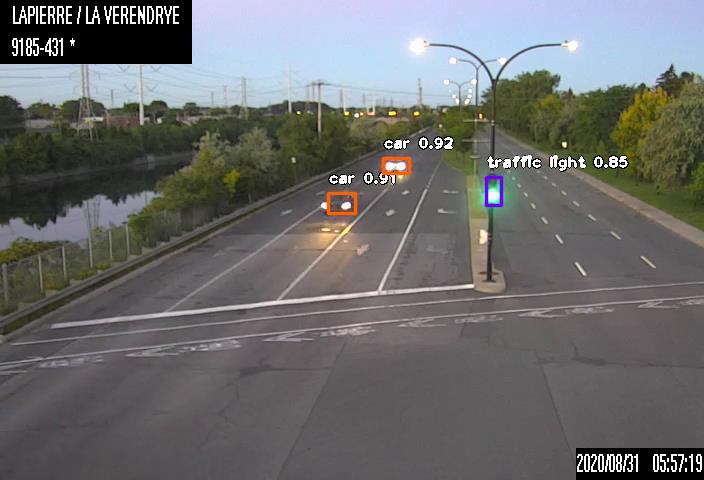 LAPIERRE / LA VERENDRYE
9185-431 *
car 0.92
traffic light 0.85
car 0.91
2020/08/31 05:57:19